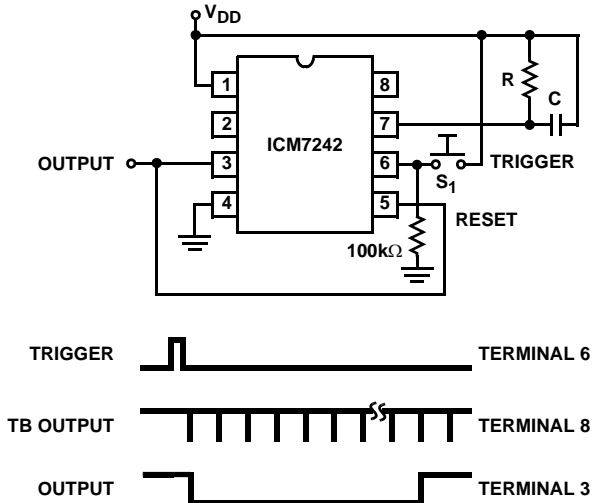 VDD
1
8
R
C
2
7
ICM7242
OUTPUT
3
6
TRIGGER
S1
4
5
RESET
100kΩ
TRIGGER
TERMINAL 6
TB OUTPUT
TERMINAL 8
OUTPUT
TERMINAL 3